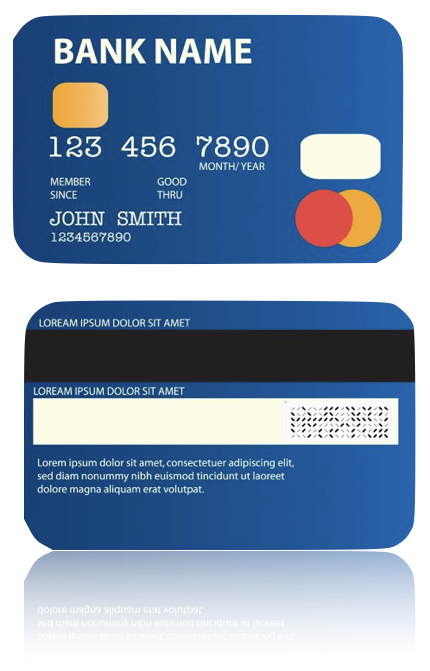 BANK NAME
123 456 7890
MONTH/ YEAR
MEMBER SINCE
GOOD THRU
JOHN SMITH
1234567890
LOREAM IPSUM DOLOR SIT AMET
LOREAM IPSUM DOLOR SIT AMET
Lorem ipsum dolor sit amet, consectetuer adipiscing elit,
sed diam nonummy nibh euismod tincidunt ut laoreet
dolore magna aliquam erat volutpat.